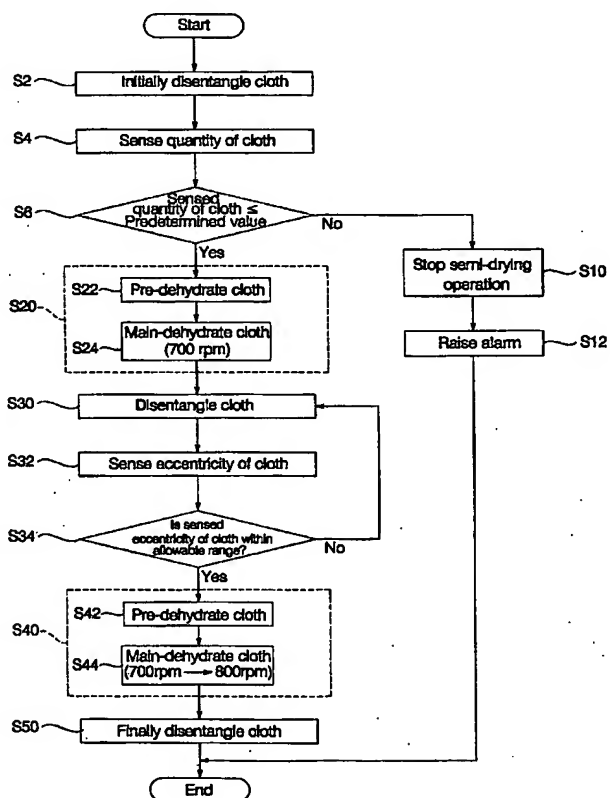 Start
S2
Initially disentangle cloth
S4
Sense quantity of cloth
S6
Sensed
quantity of cloth ≤
Predetermined value
No
Yes
Stop semi-drying
operation
S10
S20
S22
Pre-dehydrate cloth
Raise alarm
S12
S24
Main-dehydrate cloth
(700 rpm)
S30
Disentangle cloth
S32
Sense eccentricity of cloth
S34
Is sensed
eccentricity of cloth within
allowable range?
No
Yes
S40
S42
Pre-dehydrate cloth
S44
Main-dehydrate cloth
(700rpm → 800rpm)
S50
Finally disentangle cloth
End